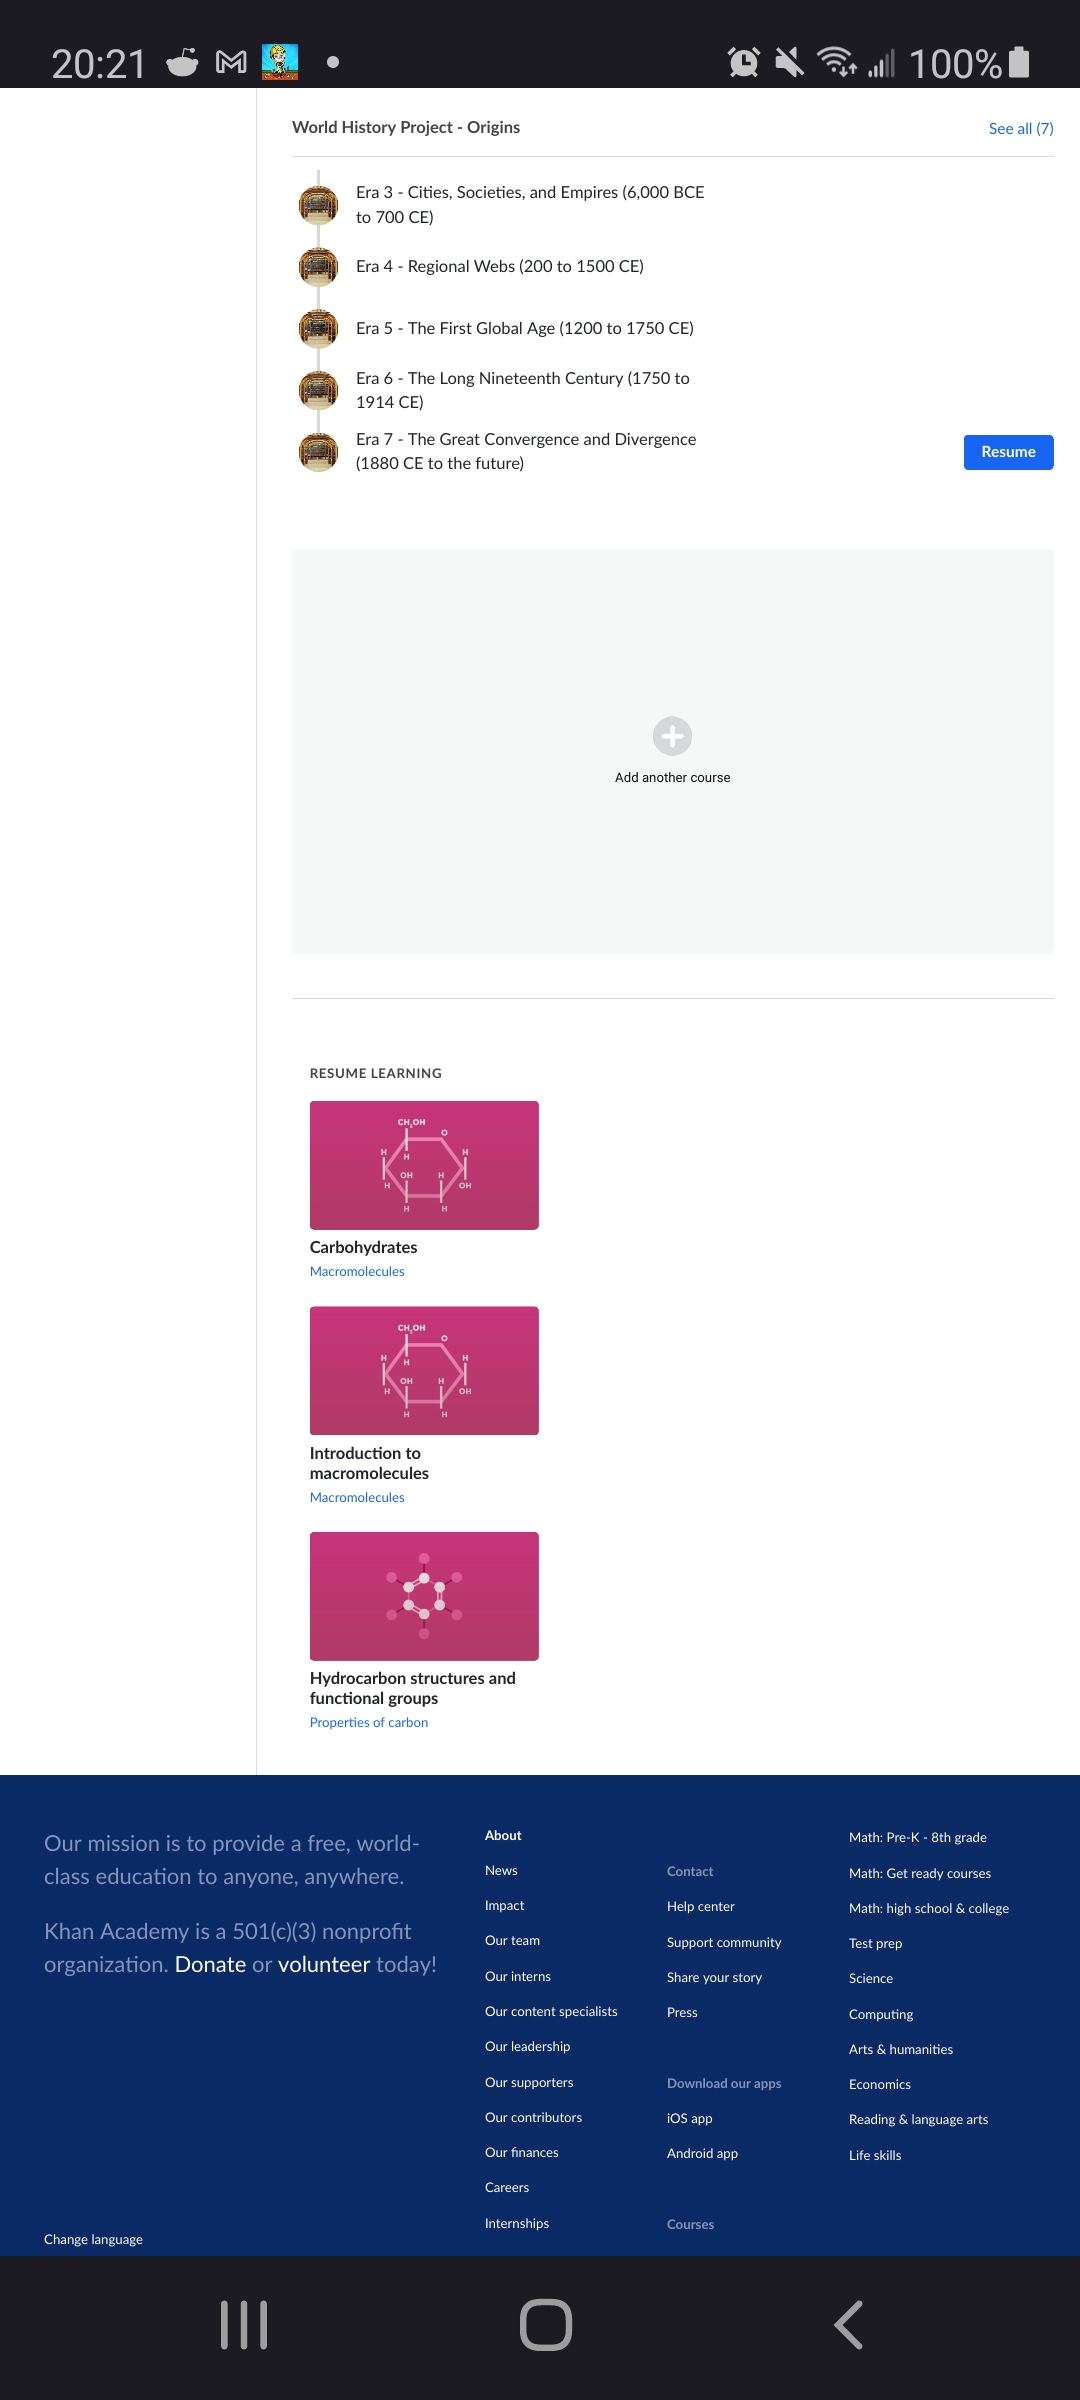 20:21
100%
World History Project - Origins
See all (7)
Era 3 - Cities, Societies, and Empires (6,000 BCE
to 700 CE)
Era 4 - Regional Webs (200 to 1500 CE)
Era 5 - The First Global Age (1200 to 1750 CE)
Era 6 - The Long Nineteenth Century (1750 to
1914 CE)
Era 7 - The Great Convergence and Divergence
(1880 CE to the future)
Resume
Add another course
RESUME LEARNING
CH₂OH
O
H
H
H
OH
H
H
OH
H
H
Carbohydrates
Macromolecules
CH₂OH
O
H
H
H
OH
H
H
OH
H
H
Introduction to
macromolecules
Macromolecules
Hydrocarbon structures and
functional groups
Properties of carbon
Our mission is to provide a free, world-
class education to anyone, anywhere.
Khan Academy is a 501(c)(3) nonprofit
organization. Donate or volunteer today!
Change language
About
News
Impact
Our team
Our interns
Our content specialists
Our leadership
Our supporters
Our contributors
Our finances
Careers
Internships
Contact
Help center
Support community
Share your story
Press
Download our apps
iOS app
Android app
Courses
Math: Pre-K - 8th grade
Math: Get ready courses
Math: high school & college
Test prep
Science
Computing
Arts & humanities
Economics
Reading & language arts
Life skills